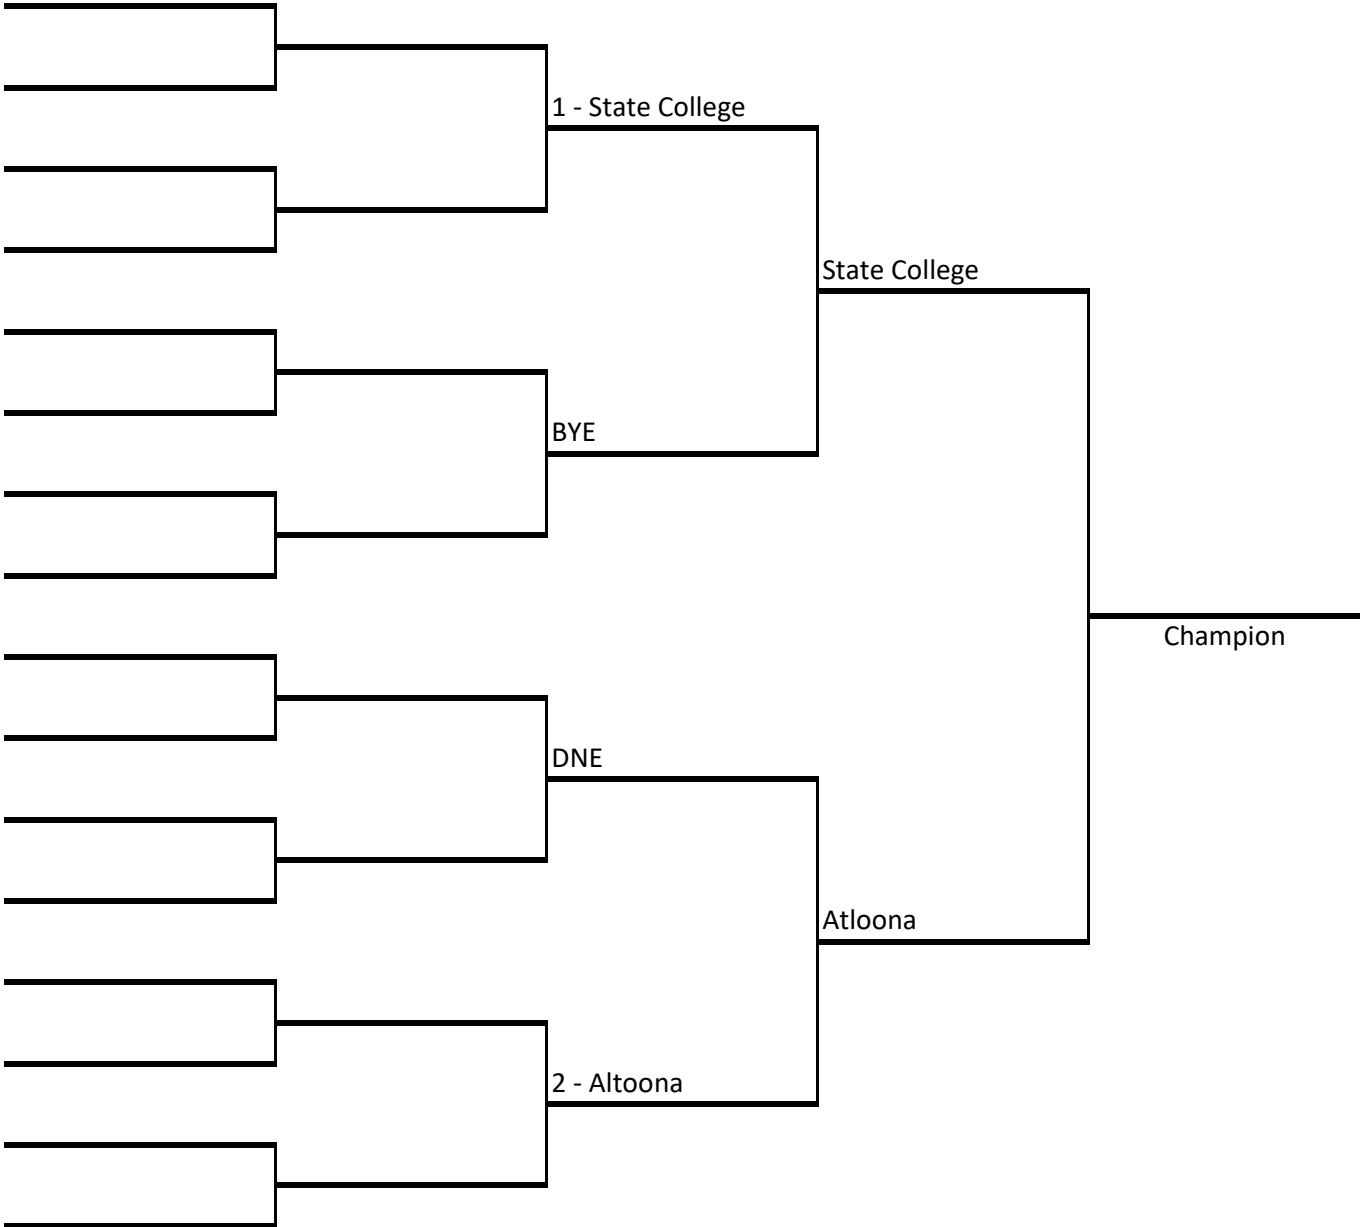 1 - State College
State College
BYE
Champion
DNE
Atloona
2 - Altoona